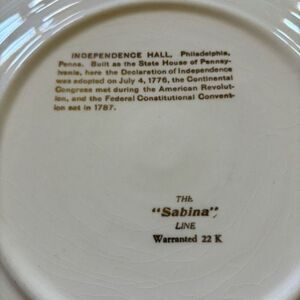 INDEPENDENCE HALL, Philadelphia,
Penna. Built as the State House of Pennsy-
lvania, here the Declaration of Independence
was adopted on July 4, 1776, the Continental
Congress met during the American Revolut-
ion, and the Federal Constitutional Conven-
tion sat in 1787.
THE
"Sabina"
LINE
Warranted 22 K